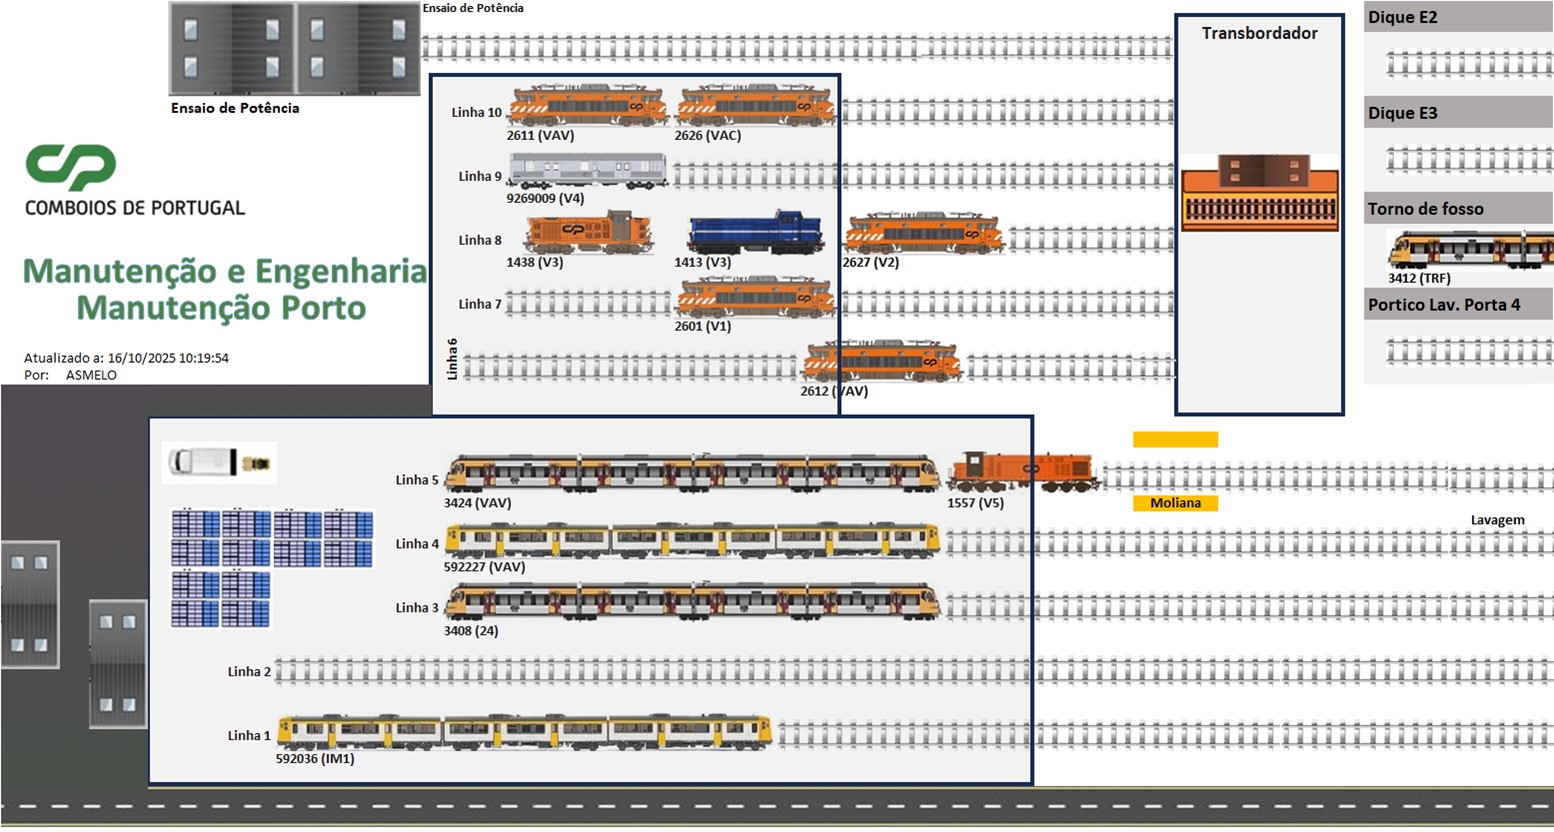 Ensaio de Potência
Ensaio de Potência
CP
COMBOIOS DE PORTUGAL
Manutenção e Engenharia
Manutenção Porto
Atualizado a: 16/10/2025 10:19:54
Por: ASMELO
Linha 10
2611 (VAV)
2626 (VAC)
Linha 9
9269009 (V4)
Linha 8
1438 (V3)
1413 (V3)
2627 (V2)
Linha 7
2601 (V1)
Linha 6
2612 (VAV)
Transbordador
Dique E2
Dique E3
Torno de fosso
3412 (TRF)
Portico Lav. Porta 4
Linha 5
3424 (VAV)
1557 (V5)
Moliana
Lavagem
Linha 4
592227 (VAV)
Linha 3
3408 (24)
Linha 2
Linha 1
592036 (IM1)